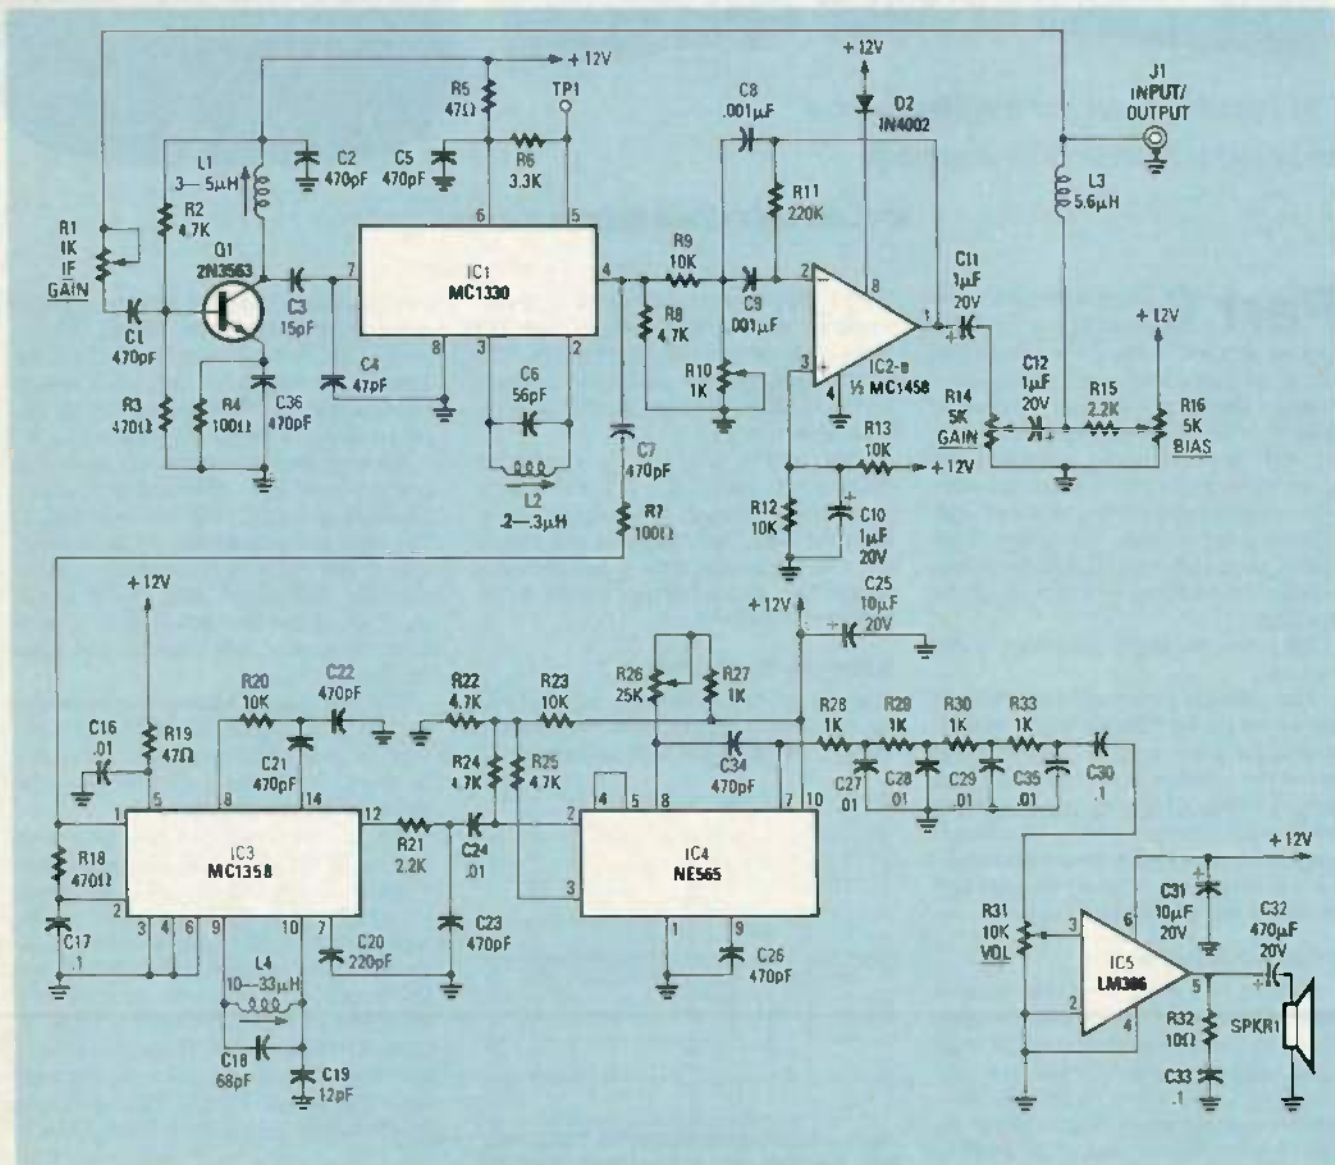 +12V
R5
47Ω
TP1
+12V
D2
1N4002
J1
INPUT/
OUTPUT
C8
.001µF
L1
3—5µH
C2
470pF
C5
470pF
R6
3.3K
R11
220K
L3
5.6µH
R1
1K
IF
GAIN
R2
4.7K
Q1
2N3563
6
5
7
IC1
MC1330
4
R9
10K
C3
15pF
C9
.001µF
2
−
8
1
C11
1µF
20V
+
+12V
C1
470pF
R8
4.7K
8
3
2
C4
47pF
C6
56pF
R10
1K
3
+
IC2-a
½ MC1458
4
R14
5K
GAIN
C12
1µF
20V
+
R15
2.2K
R16
5K
BIAS
R3
470Ω
R4
100Ω
C36
470pF
C7
470pF
R13
10K
+12V
L2
.2—.3µH
R7
100Ω
R12
10K
+
C10
1µF
20V
+12V
+12V
C25
10µF
20V
+
C16
.01
R19
47Ω
R20
10K
C22
470pF
R22
4.7K
R23
10K
R26
25K
R27
1K
R28
1K
R29
1K
R30
1K
R33
1K
C21
470pF
R24
4.7K
R25
4.7K
C34
470pF
C27
.01
C28
.01
C29
.01
C35
.01
C30
.1
5
8
14
4
5
8
7
10
1
IC3
MC1358
12
R21
2.2K
C24
.01
2
IC4
NE565
3
R18
470Ω
2
3
4
6
9
10
7
C17
.1
C20
220pF
C23
470pF
1
9
C26
470pF
L4
10—33µH
C18
68pF
C19
12pF
+12V
+
C31
10µF
20V
R31
10K
VOL
3
6
IC5
LM386
2
4
5
C32
470µF
20V
+
R32
10Ω
SPKR1
C33
.1